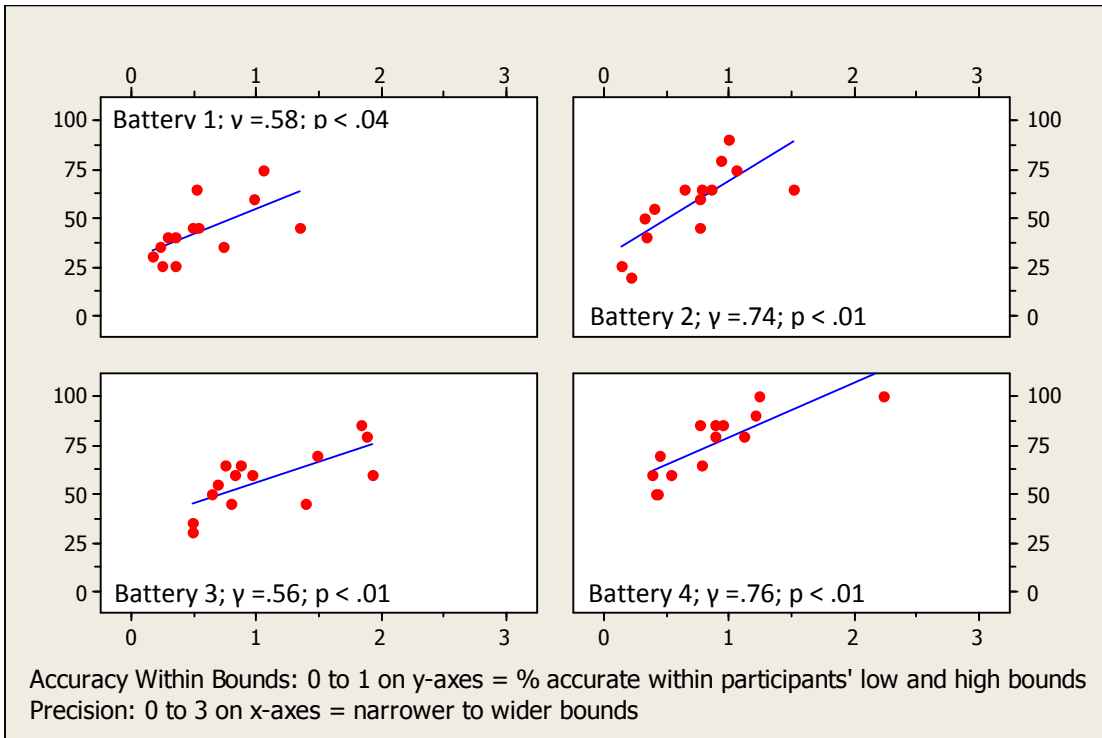 0 1 2 3 0 1 2 3
Battery 1; γ =.58; p < .04
100 100
75 75
50 50
25 25
0 0
Battery 2; γ =.74; p < .01
100 100
75 75
50 50
25 25
0 0
Battery 3; γ =.56; p < .01 Battery 4; γ =.76; p < .01
0 1 2 3 0 1 2 3
Accuracy Within Bounds: 0 to 1 on y-axes = % accurate within participants' low and high bounds
Precision: 0 to 3 on x-axes = narrower to wider bounds